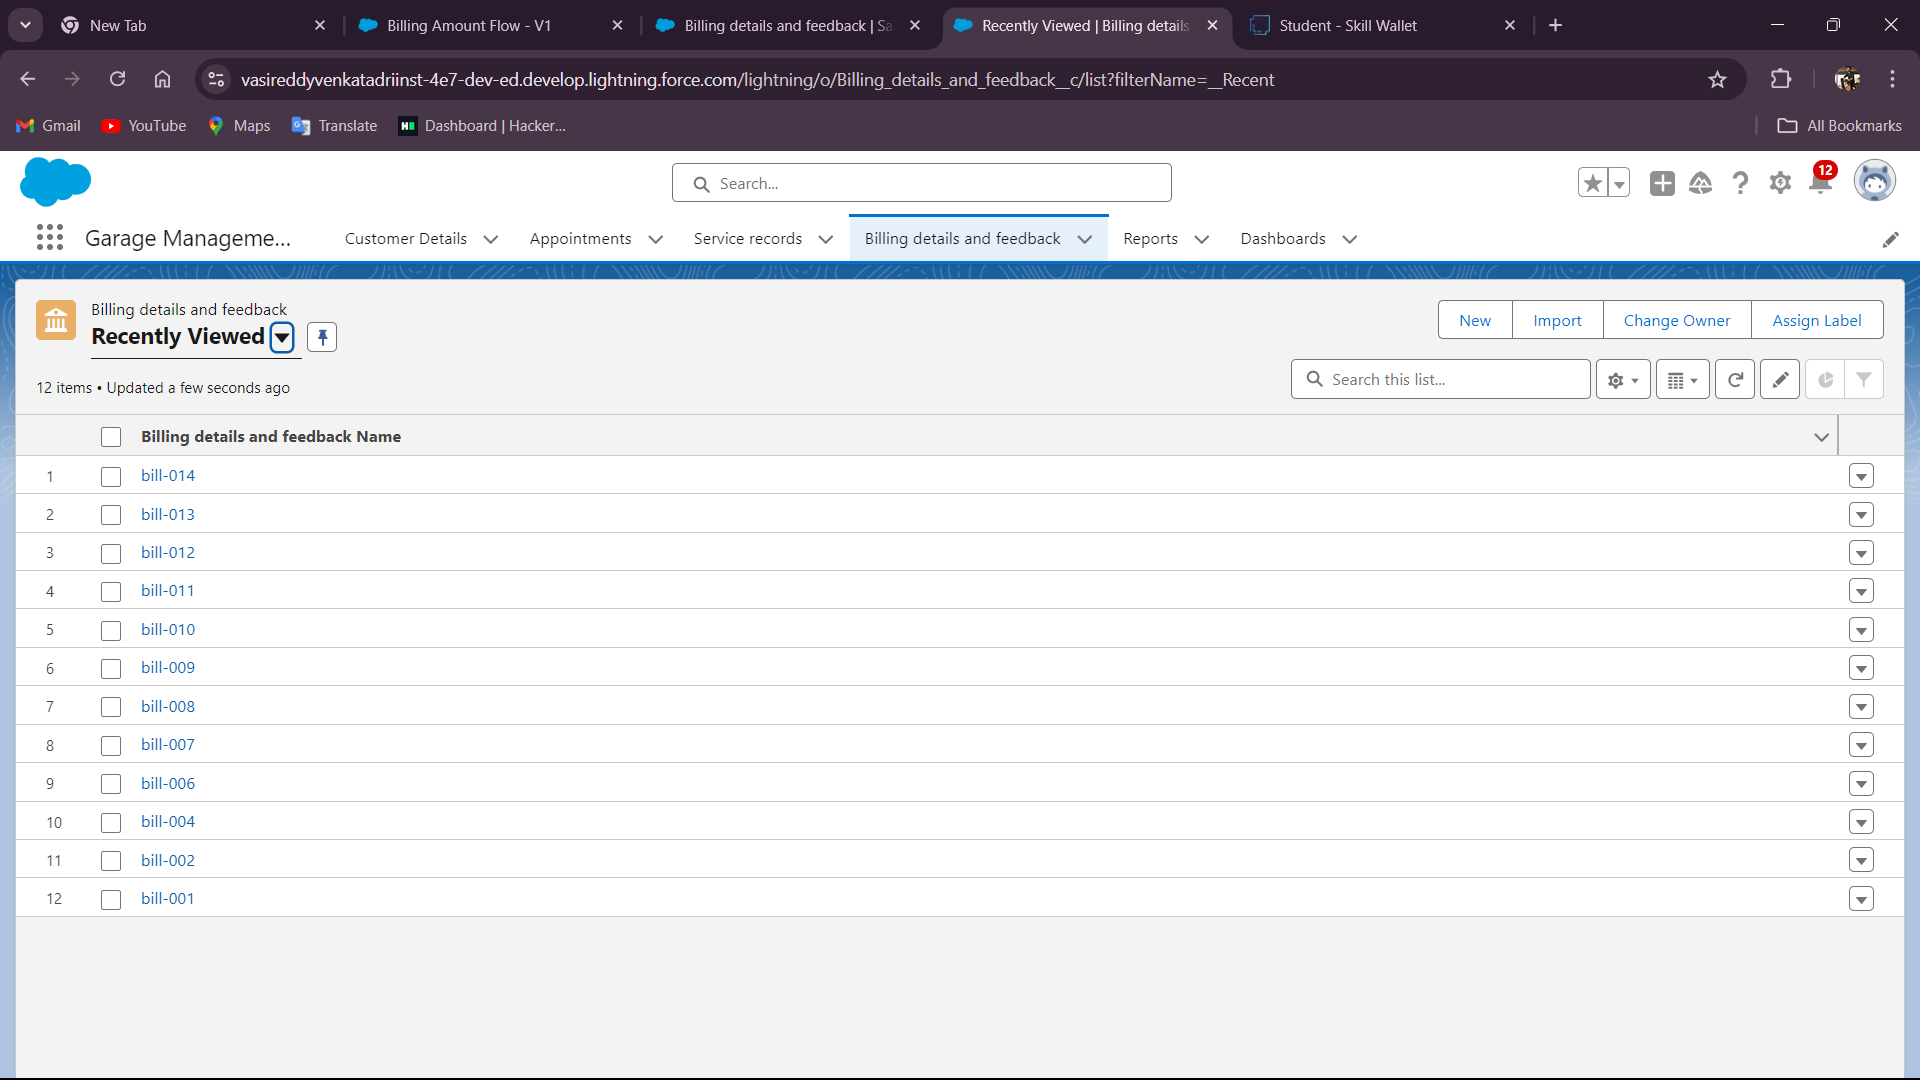 New Tab
Billing Amount Flow - V1
Billing details and feedback | Sa
Recently Viewed | Billing details
Student - Skill Wallet
vasireddyvenkatadriinst-4e7-dev-ed.develop.lightning.force.com/lightning/o/Billing_details_and_feedback__c/list?filterName=__Recent
Gmail
YouTube
Maps
Translate
Dashboard | Hacker...
All Bookmarks
Search...
12
Garage Manageme...
Customer Details
Appointments
Service records
Billing details and feedback
Reports
Dashboards
Billing details and feedback
Recently Viewed
New
Import
Change Owner
Assign Label
12 items • Updated a few seconds ago
Search this list...
Billing details and feedback Name
1 bill-014
2 bill-013
3 bill-012
4 bill-011
5 bill-010
6 bill-009
7 bill-008
8 bill-007
9 bill-006
10 bill-004
11 bill-002
12 bill-001